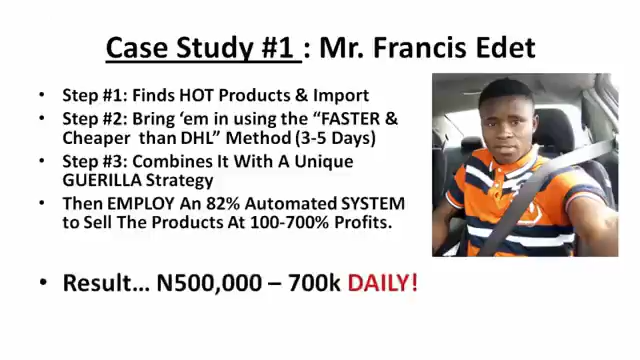 Case Study #1 : Mr. Francis Edet
• Step #1: Finds HOT Products & Import
• Step #2: Bring ‘em in using the “FASTER &
Cheaper than DHL” Method (3-5 Days)
• Step #3: Combines It With A Unique
GUERILLA Strategy
• Then EMPLOY An 82% Automated SYSTEM
to Sell The Products At 100-700% Profits.
• Result... N500,000 – 700k DAILY!